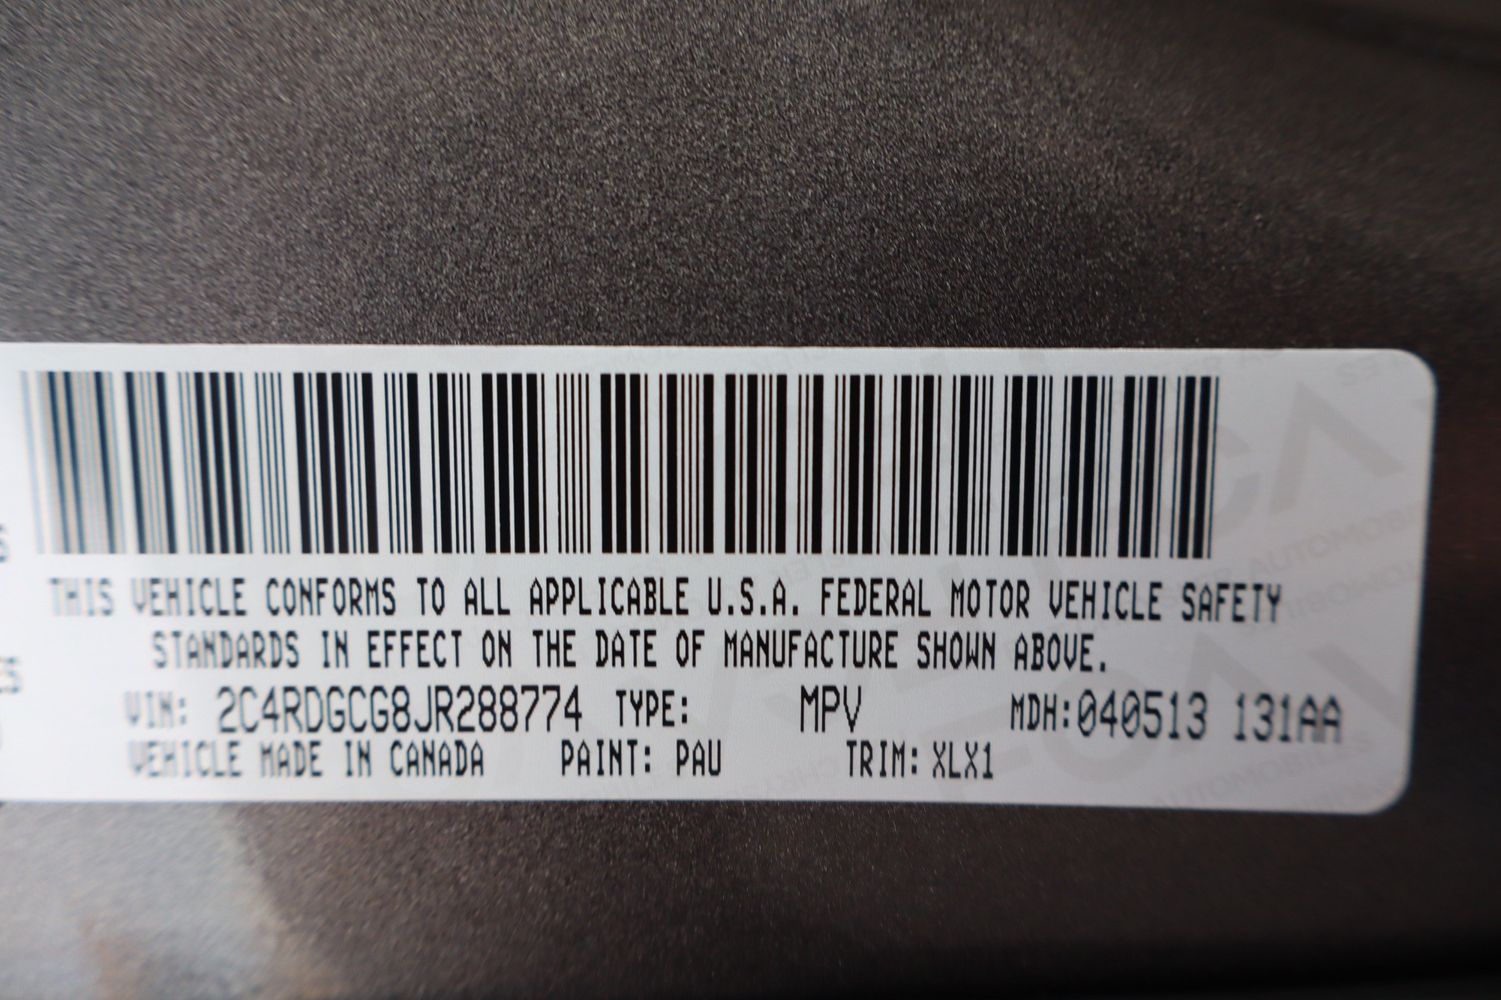 THIS VEHICLE CONFORMS TO ALL APPLICABLE U.S.A. FEDERAL MOTOR VEHICLE SAFETY
STANDARDS IN EFFECT ON THE DATE OF MANUFACTURE SHOWN ABOVE.
VIN: 2C4RDGCG8JR288774 TYPE: MPV MDH:040513 131AA
VEHICLE MADE IN CANADA PAINT: PAU TRIM: XLX1